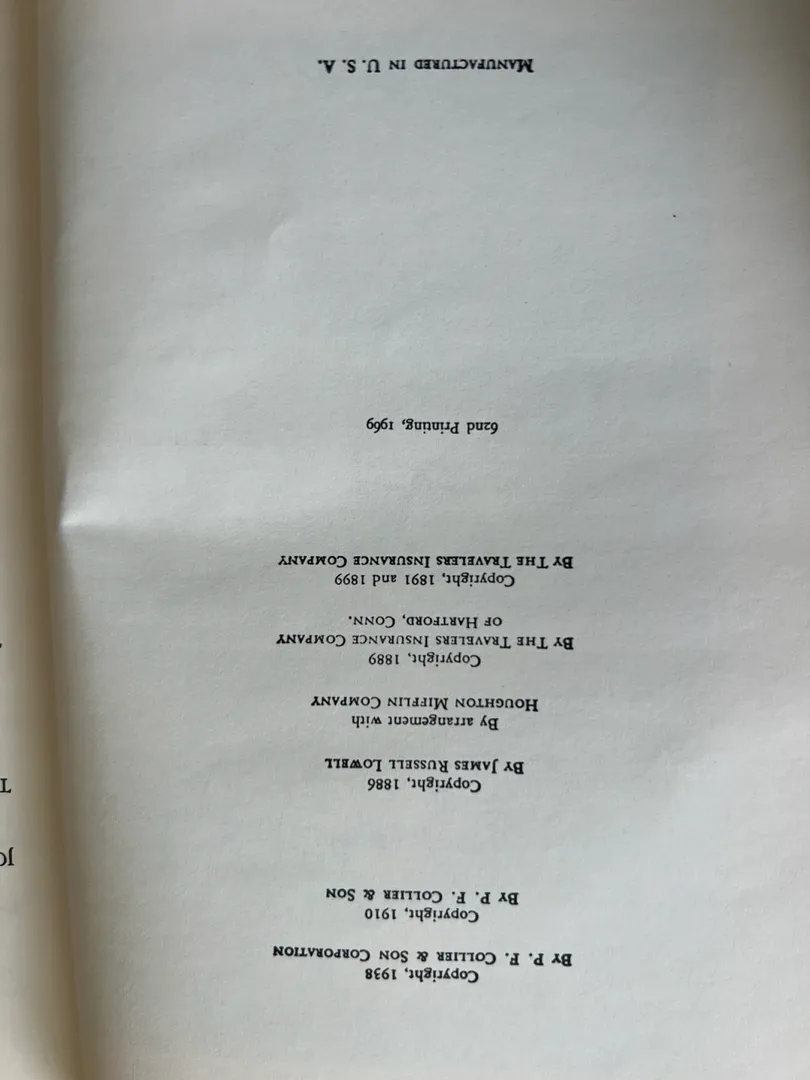 Copyright, 1938
By P. F. Collier & Son Corporation
Copyright, 1910
By P. F. Collier & Son
Copyright, 1886
By James Russell Lowell
By arrangement with
Houghton Mifflin Company
Copyright, 1889
By The Travelers Insurance Company
of Hartford, Conn.
Copyright, 1891 and 1899
By The Travelers Insurance Company
62nd Printing, 1969
Manufactured in U. S. A.